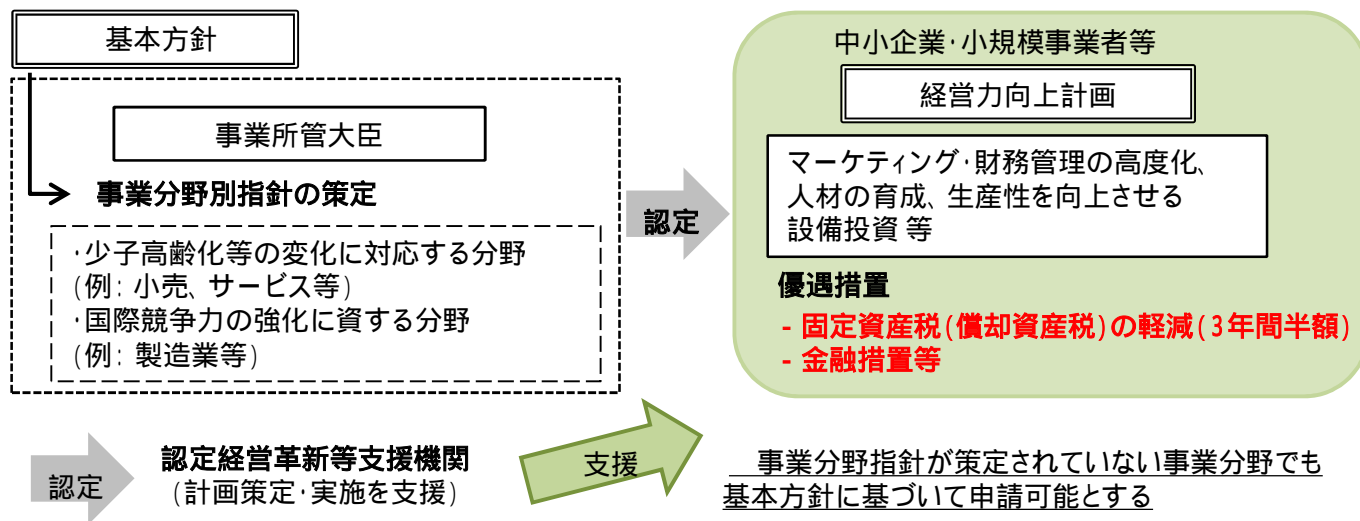 基本方針
事業所管大臣
事業分野別指針の策定
･少子高齢化等の変化に対応する分野
(例：小売、サービス等)
･国際競争力の強化に資する分野
(例：製造業等)
認定
中小企業･小規模事業者等
経営力向上計画
マーケティング･財務管理の高度化、
人材の育成、生産性を向上させる
設備投資 等
優遇措置
- 固定資産税(償却資産税)の軽減(3年間半額)
- 金融措置等
認定
認定経営革新等支援機関
(計画策定･実施を支援)
支援
事業分野指針が策定されていない事業分野でも
基本方針に基づいて申請可能とする